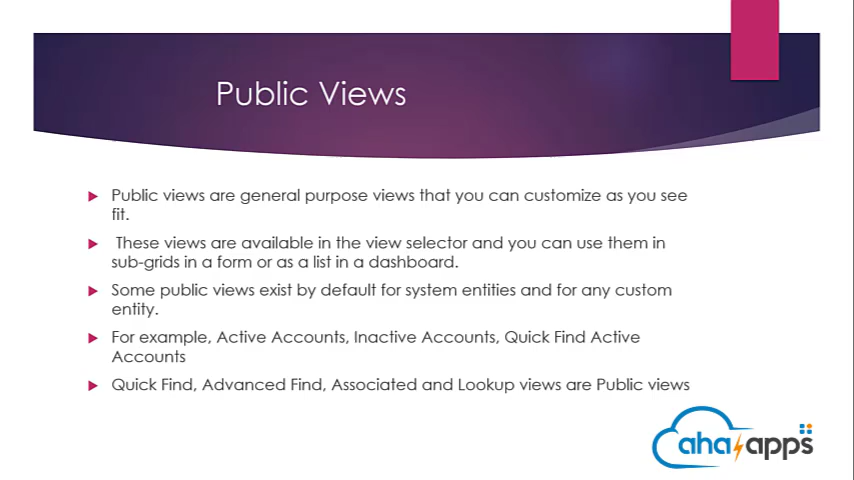 Public Views
Public views are general purpose views that you can customize as you see
fit.
These views are available in the view selector and you can use them in
sub-grids in a form or as a list in a dashboard.
Some public views exist by default for system entities and for any custom
entity.
For example, Active Accounts, Inactive Accounts, Quick Find Active
Accounts
Quick Find, Advanced Find, Associated and Lookup views are Public views
aha apps